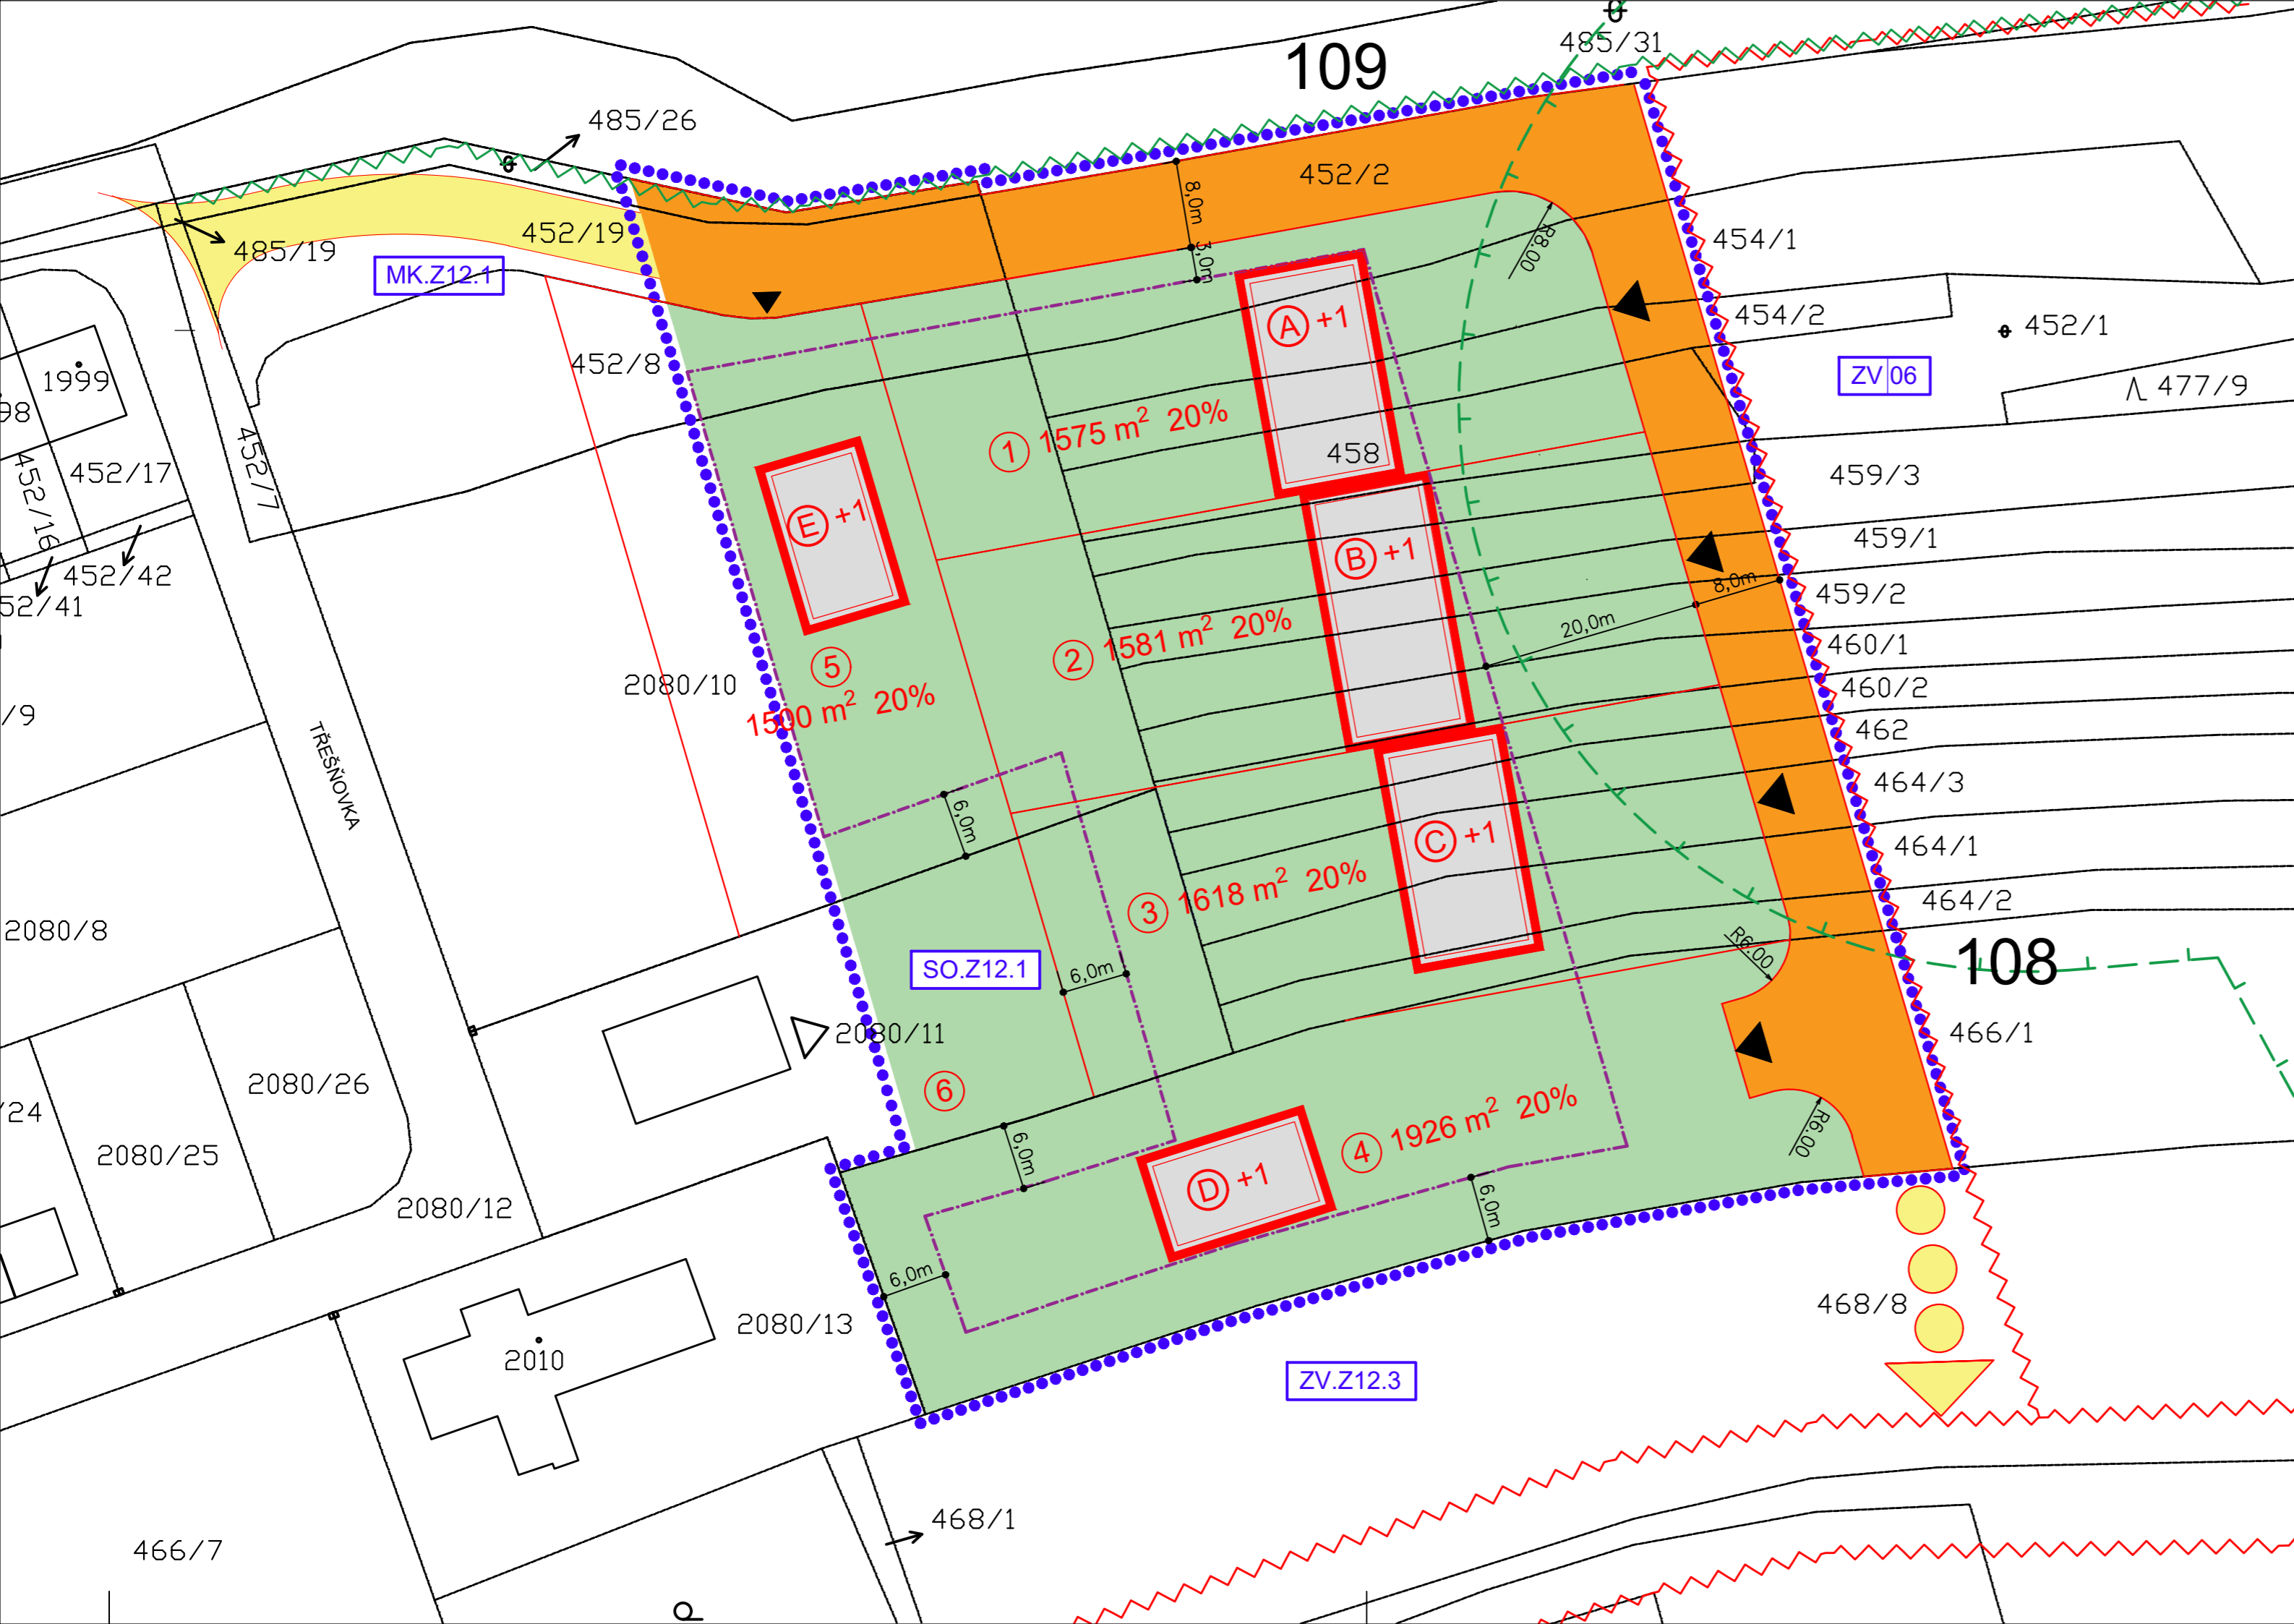 109
485/31
485/26
452/2
8,0m
452/19
485/19
3,0m
R8.00
454/1
MK.Z12.1
A +1
454/2
452/1
452/8
ZV 06
1999
98
477/9
1 1575 m² 20%
458
452/17
452/7
452/16
459/3
E +1
B +1
459/1
452/42
8,0m
52/41
459/2
20,0m
2 1581 m² 20%
460/1
5
2080/10
460/2
1500 m² 20%
/9
462
TŘEŠŇOVKA
464/3
6,0m
C +1
464/1
3 1618 m² 20%
464/2
2080/8
R6.00
108
SO.Z12.1
6,0m
2080/11
466/1
2080/26
6
/24
4 1926 m² 20%
R6.00
2080/25
6,0m
D +1
2080/12
6,0m
6,0m
468/8
2080/13
2010
ZV.Z12.3
468/1
466/7